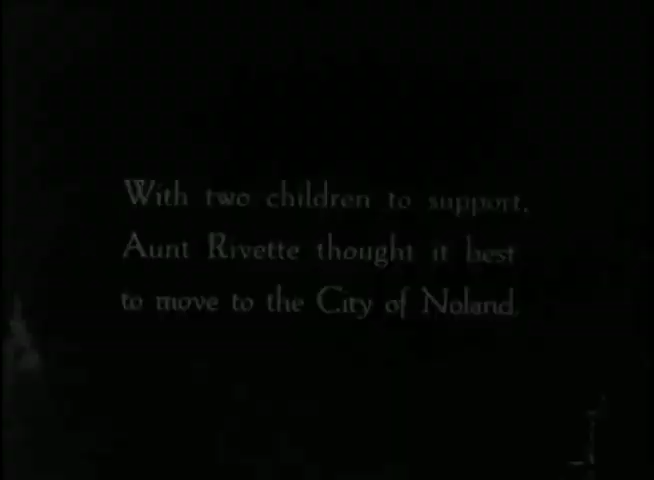 With two children to support,
Aunt Rivette thought it best
to move to the City of Noland.